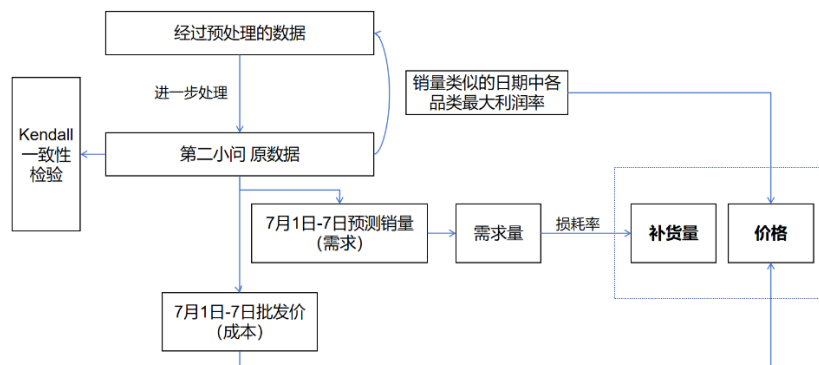 经过预处理的数据
进一步处理
销量类似的日期中各
品类最大利润率
Kendall
一致性
检验
第二小问 原数据
7月1日-7日预测销量
（需求）
需求量
损耗率
补货量
价格
7月1日-7日批发价
（成本）